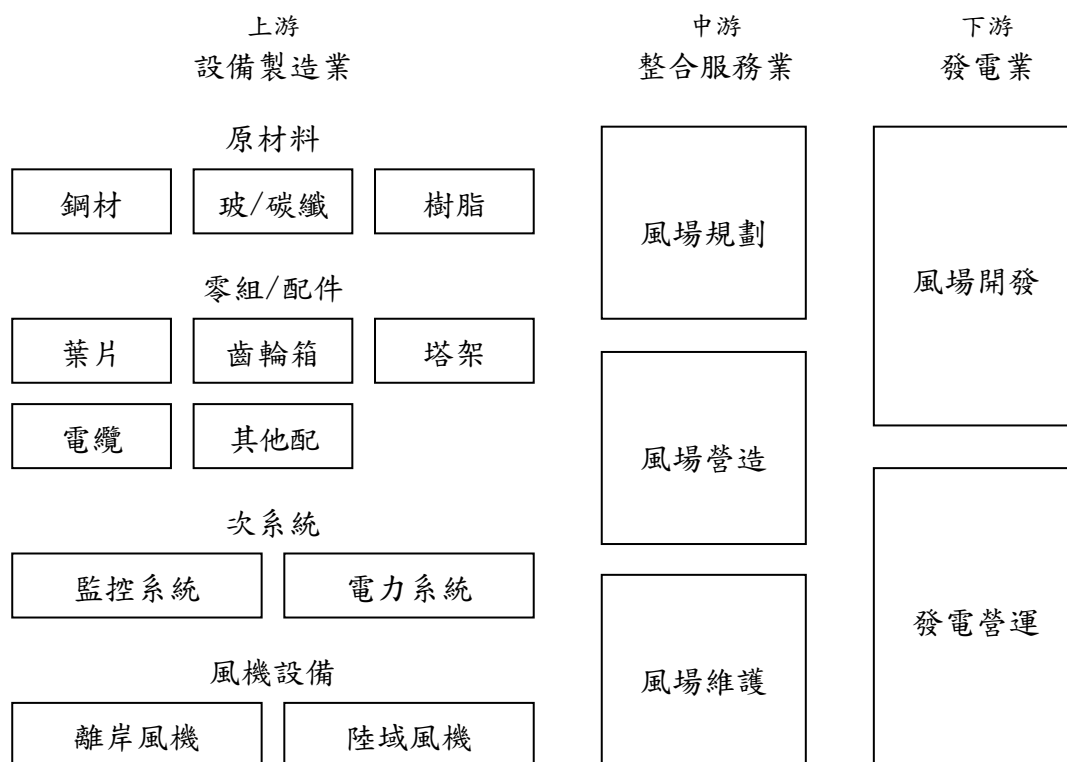 上游
設備製造業
原材料
鋼材
玻/碳纖
樹脂
零組/配件
葉片
齒輪箱
塔架
電纜
其他配
次系統
監控系統
電力系統
風機設備
離岸風機
陸域風機
中游
整合服務業
風場規劃
風場營造
風場維護
下游
發電業
風場開發
發電營運